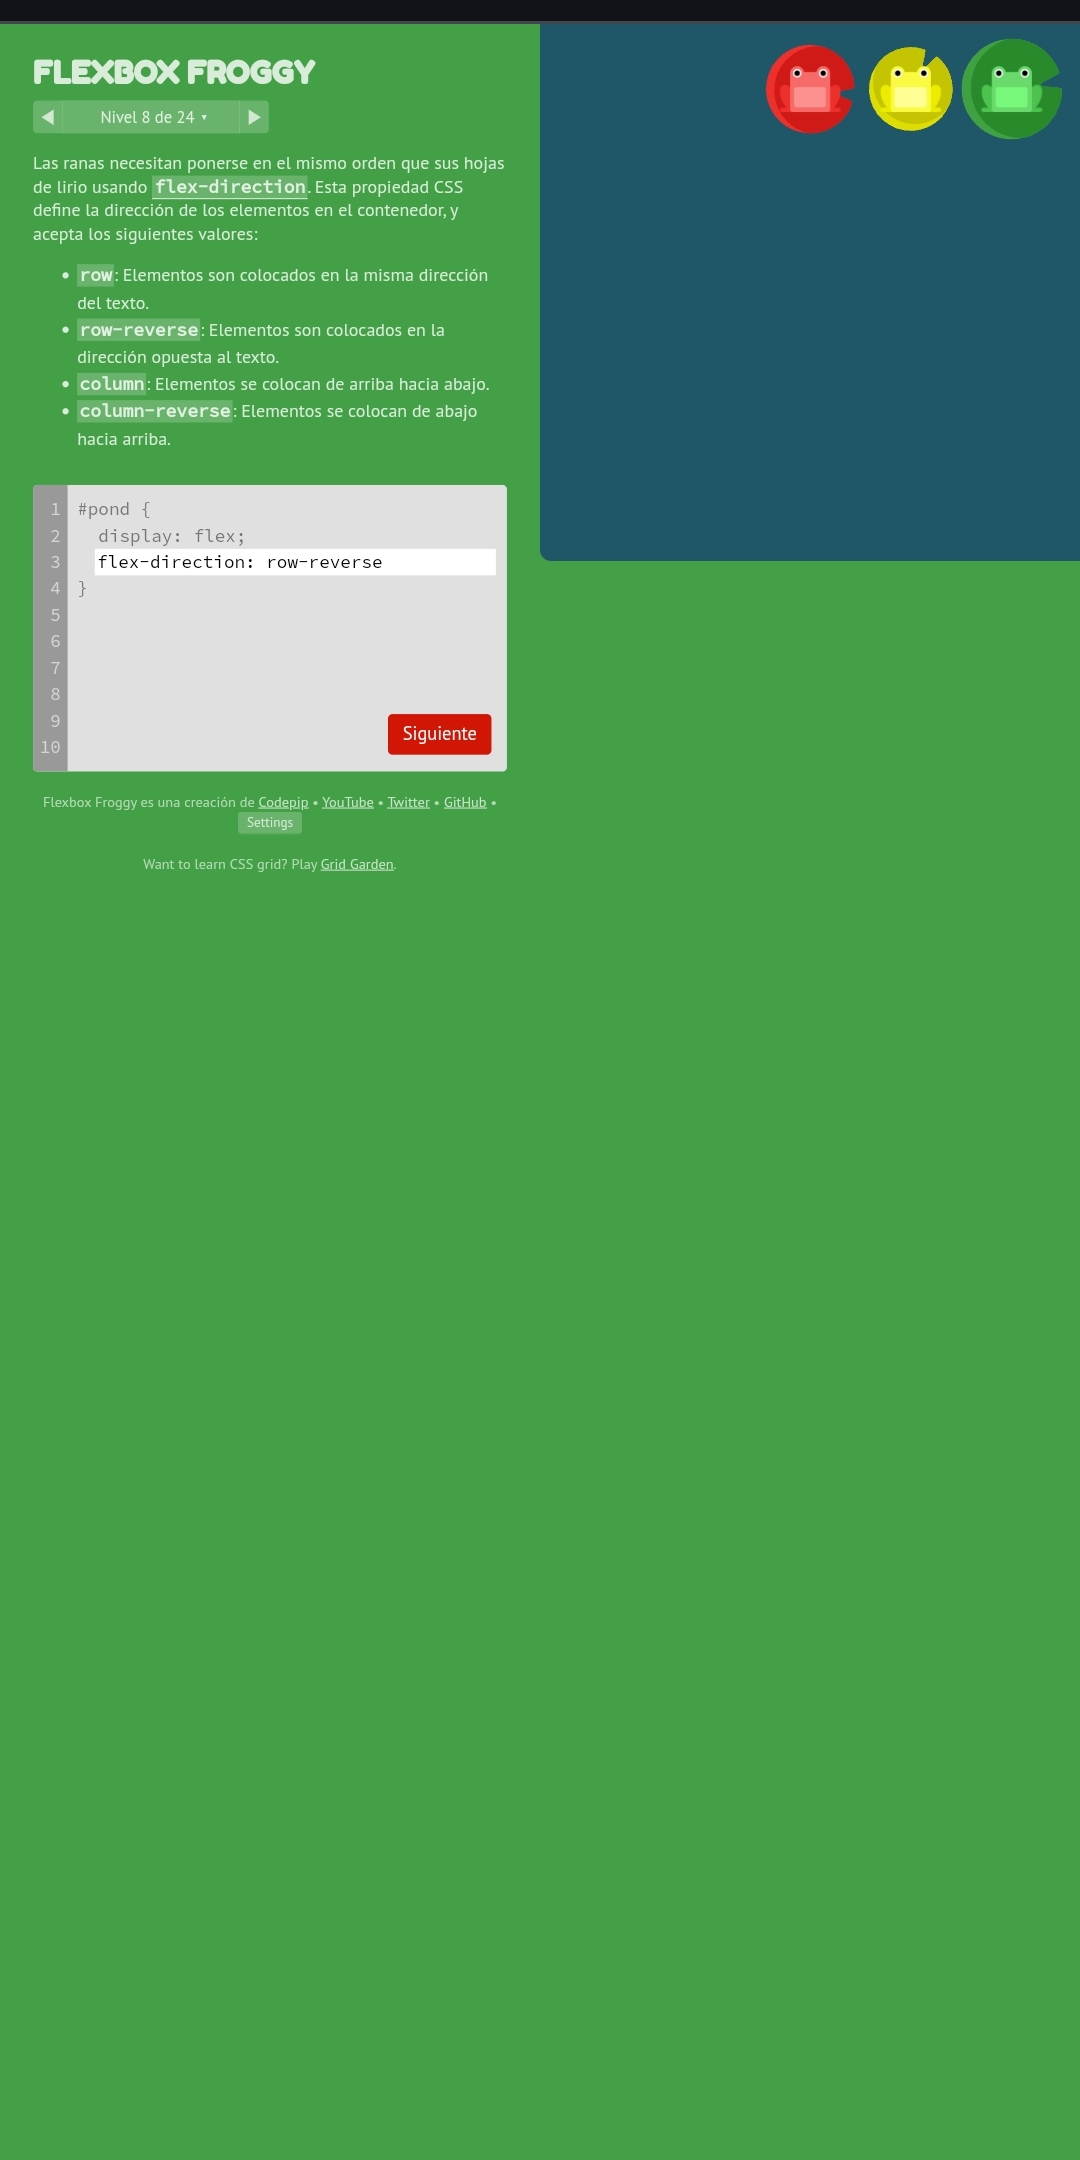 FLEXBOX FROGGY
◀ Nivel 8 de 24 ▾ ▶
Las ranas necesitan ponerse en el mismo orden que sus hojas
de lirio usando flex-direction. Esta propiedad CSS
define la dirección de los elementos en el contenedor, y
acepta los siguientes valores:
• row: Elementos son colocados en la misma dirección
del texto.
• row-reverse: Elementos son colocados en la
dirección opuesta al texto.
• column: Elementos se colocan de arriba hacia abajo.
• column-reverse: Elementos se colocan de abajo
hacia arriba.
1 #pond {
2 display: flex;
3 flex-direction: row-reverse
4 }
5
6
7
8
9
10
Siguiente
Flexbox Froggy es una creación de Codepip • YouTube • Twitter • GitHub •
Settings
Want to learn CSS grid? Play Grid Garden.